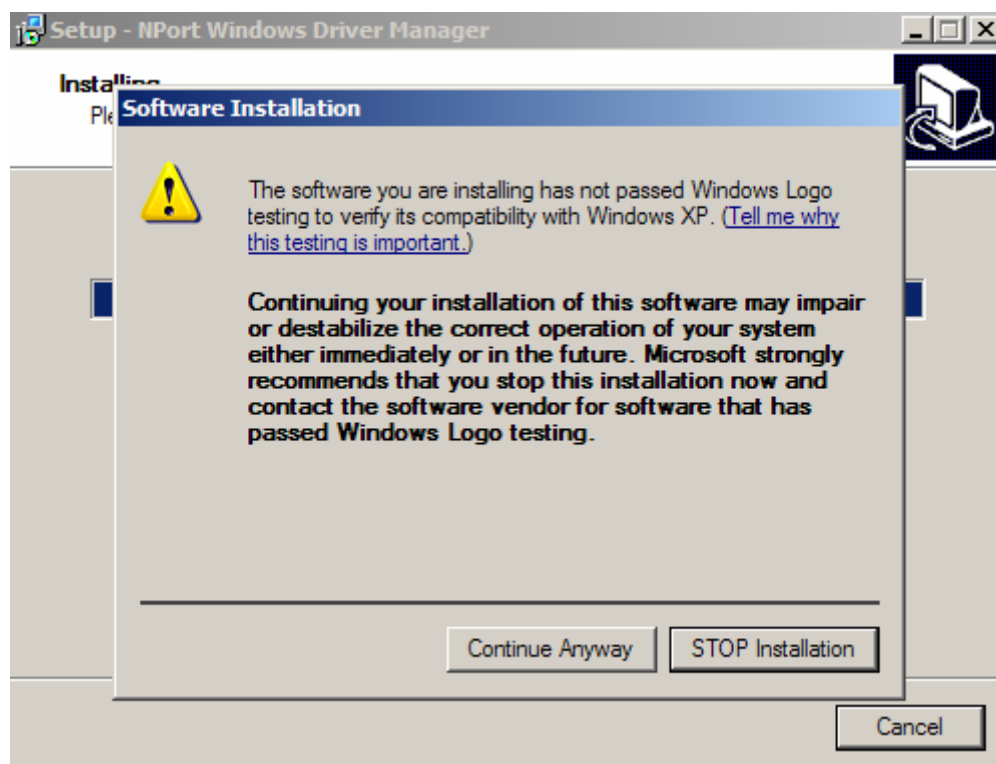 Setup - NPort Windows Driver Manager
Installing
Software Installation
The software you are installing has not passed Windows Logo
testing to verify its compatibility with Windows XP. (Tell me why
this testing is important.)
Continuing your installation of this software may impair
or destabilize the correct operation of your system
either immediately or in the future. Microsoft strongly
recommends that you stop this installation now and
contact the software vendor for software that has
passed Windows Logo testing.
Continue Anyway STOP Installation
Cancel